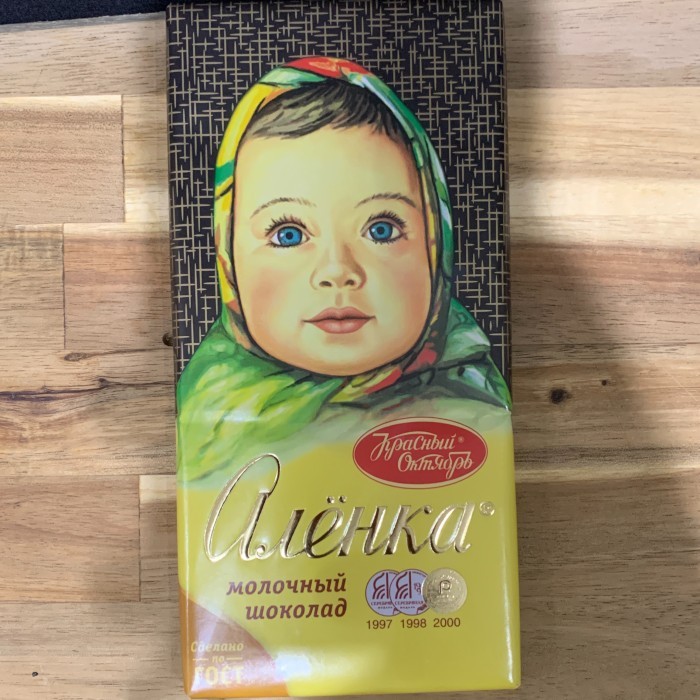 Красный®
Октябрь
Алёнка®
молочный
шоколад
1997 1998 2000
Сделано
по
ГОСТ